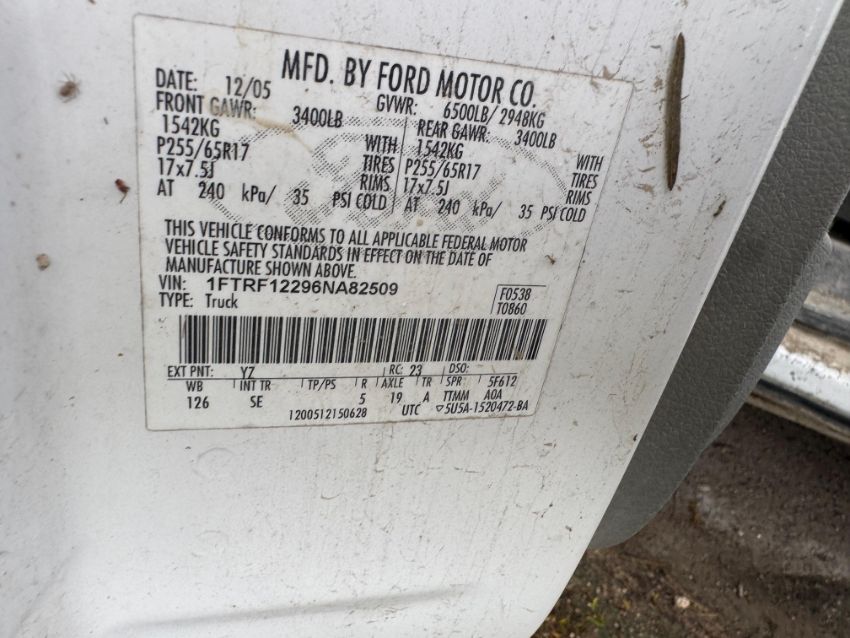 MFD. BY FORD MOTOR CO.
DATE: 12/05 GVWR: 6500LB/ 2948KG
FRONT GAWR: 3400LB REAR GAWR: 3400LB
1542KG WITH 1542KG WITH
P255/65R17 TIRES P255/65R17 TIRES
17x7.5J RIMS 17x7.5J RIMS
AT 240 kPa/ 35 PSI COLD AT 240 kPa/ 35 PSI COLD
THIS VEHICLE CONFORMS TO ALL APPLICABLE FEDERAL MOTOR
VEHICLE SAFETY STANDARDS IN EFFECT ON THE DATE OF
MANUFACTURE SHOWN ABOVE.
VIN: 1FTRF12296NA82509 F0538
TYPE: Truck T0860
EXT PNT: YZ RC: 23 DSO:
WB INT TR TP/PS R AXLE TR SPR 5F612
126 SE 5 19 A TTMM A0A
1200512150628 UTC ▽5U5A-1520472-BA